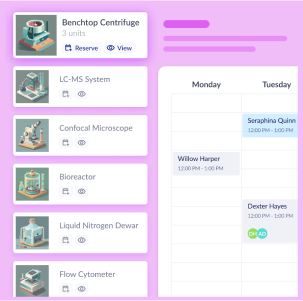 Benchtop Centrifuge
3 units
Reserve View
LC-MS System
Confocal Microscope
Bioreactor
Liquid Nitrogen Dewar
Flow Cytometer
Monday Tuesday
Seraphina Quinn
12:00 PM - 1:00 PM
Willow Harper
12:00 PM - 1:00 PM
Dexter Hayes
12:00 PM - 1:00 PM
DH AD